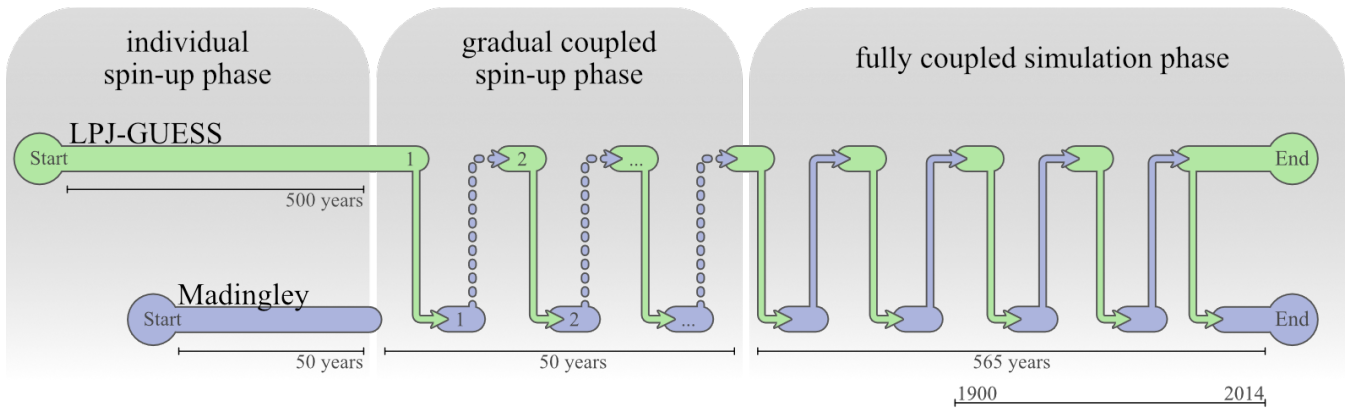 individual
spin-up phase
gradual coupled
spin-up phase
fully coupled simulation phase
LPJ-GUESS
Start
1
2
...
End
500 years
Madingley
Start
1
2
...
End
50 years
50 years
565 years
1900
2014